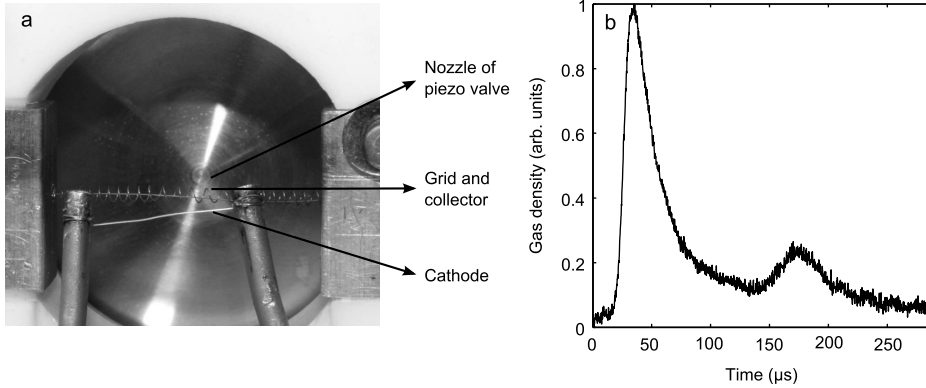 a
Nozzle of
piezo valve
Grid and
collector
Cathode
b
Gas density (arb. units)
1
0.8
0.6
0.4
0.2
0
0 50 100 150 200 250
Time (µs)